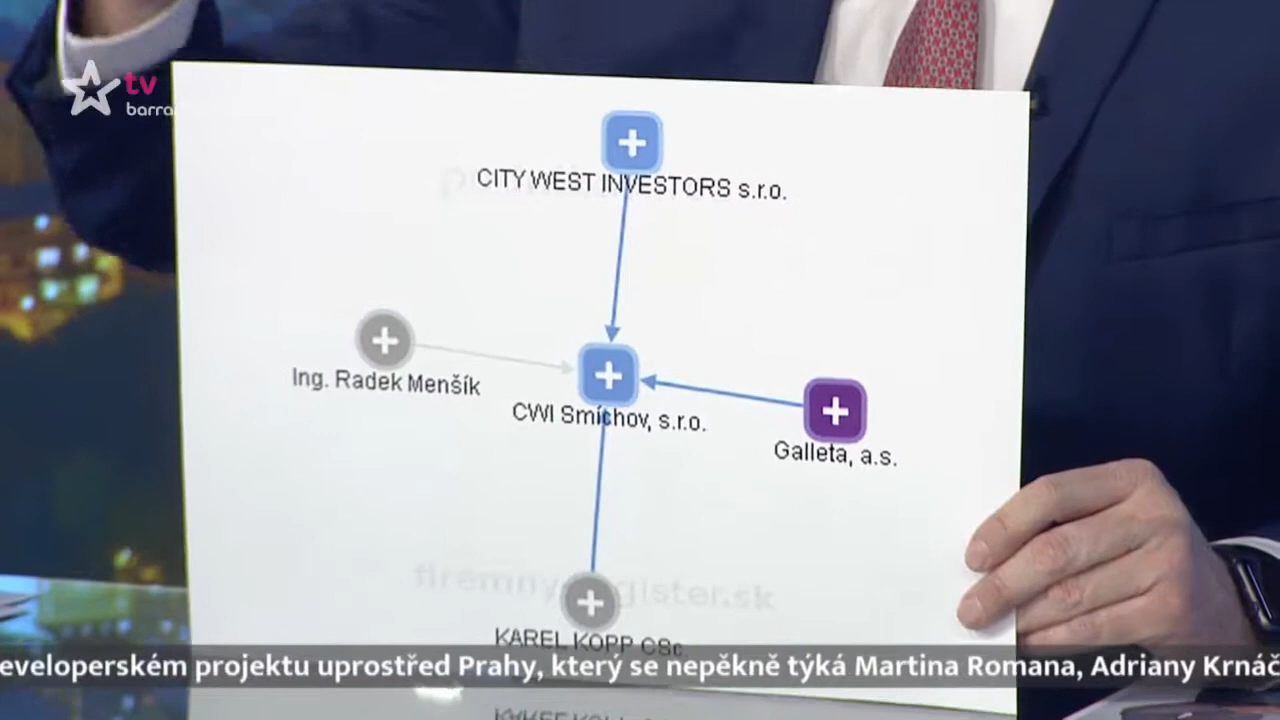 tv
CITY WEST INVESTORS s.r.o.
Ing. Radek Menšík
CWI Smíchov, s.r.o.
Galleta, a.s.
KAREL KOPP CSc.
eveloperském projektu uprostřed Prahy, který se nepěkně týká Martina Romana, Adriany Krnáč